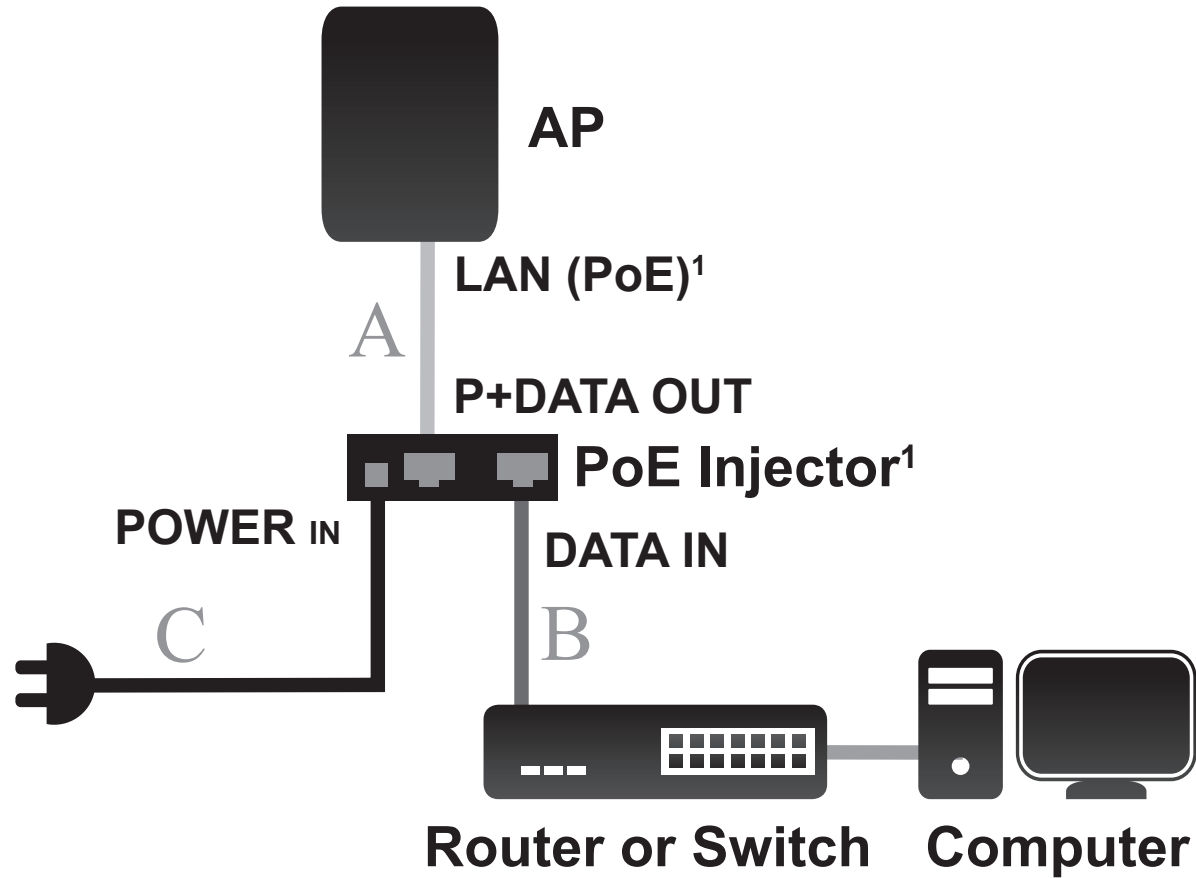 AP
LAN (PoE)¹
A
P+DATA OUT
PoE Injector¹
POWER IN
DATA IN
C
B
Router or Switch
Computer